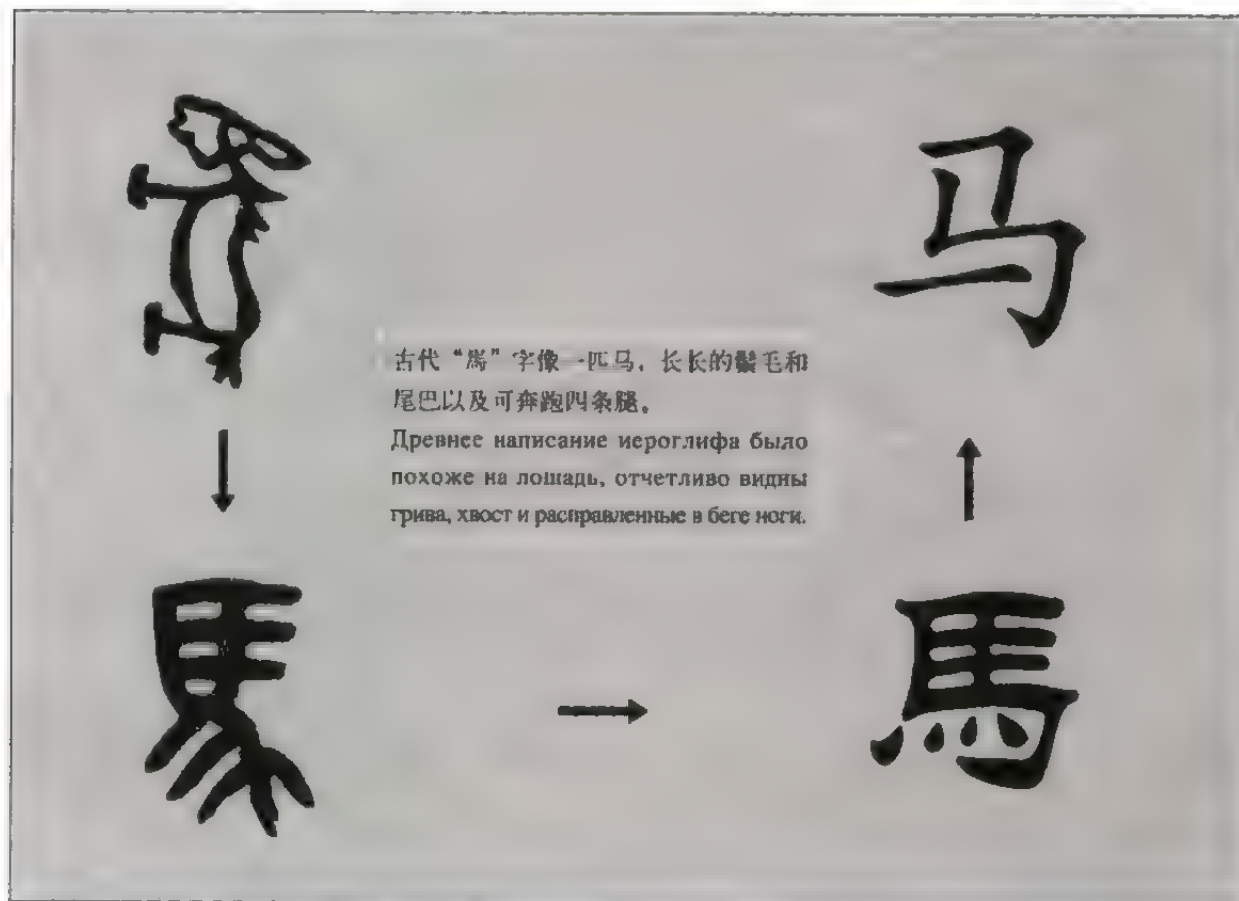 马
古代“馬”字像一匹马，长长的鬃毛和
尾巴以及可奔跑四条腿。
Древнее написание иероглифа было
похоже на лошадь, отчетливо видны
грива, хвост и расправленные в беге ноги.
馬
馬